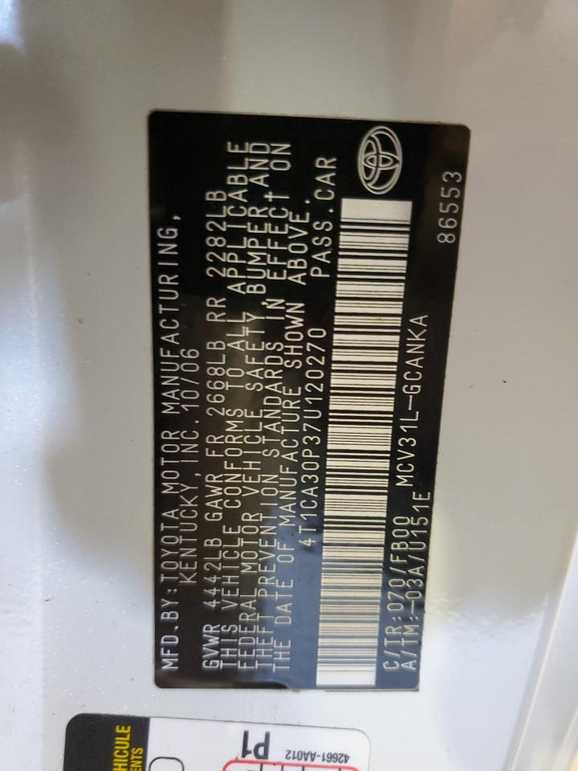 MFD.BY:TOYOTA MOTOR MANUFACTURING,
KENTUCKY, INC. 10/06
GVWR 4442LB GAWR FR 2668LB RR 2282LB
THIS VEHICLE CONFORMS TO ALL APPLICABLE
FEDERAL MOTOR VEHICLE SAFETY, BUMPER,AND
THEFT PREVENTION STANDARDS IN EFFECT ON
THE DATE OF MANUFACTURE SHOWN ABOVE.
4T1CA30P37U120270 PASS.CAR
C/TR:070/FB00 MCV31L-GCANKA
A/TM:-03A/U151E 86553
P1
42661-AA012